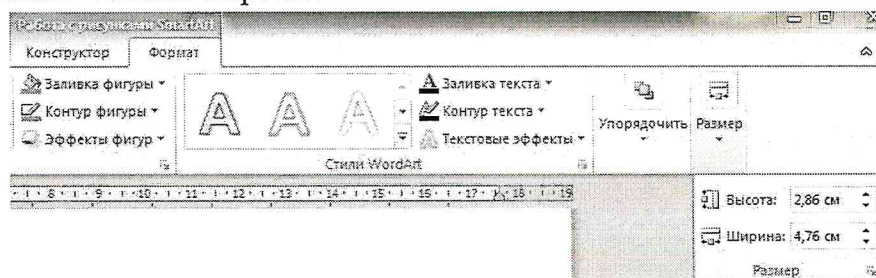 Работа с рисунками SmartArt
Конструктор Формат
Заливка фигуры
Контур фигуры
Эффекты фигур
А А А
Заливка текста
Контур текста
Текстовые эффекты
Стили WordArt
Упорядочить
Размер
8 9 10 11 12 13 14 15 16 17 18 19
Высота: 2,86 см
Ширина: 4,76 см
Размер